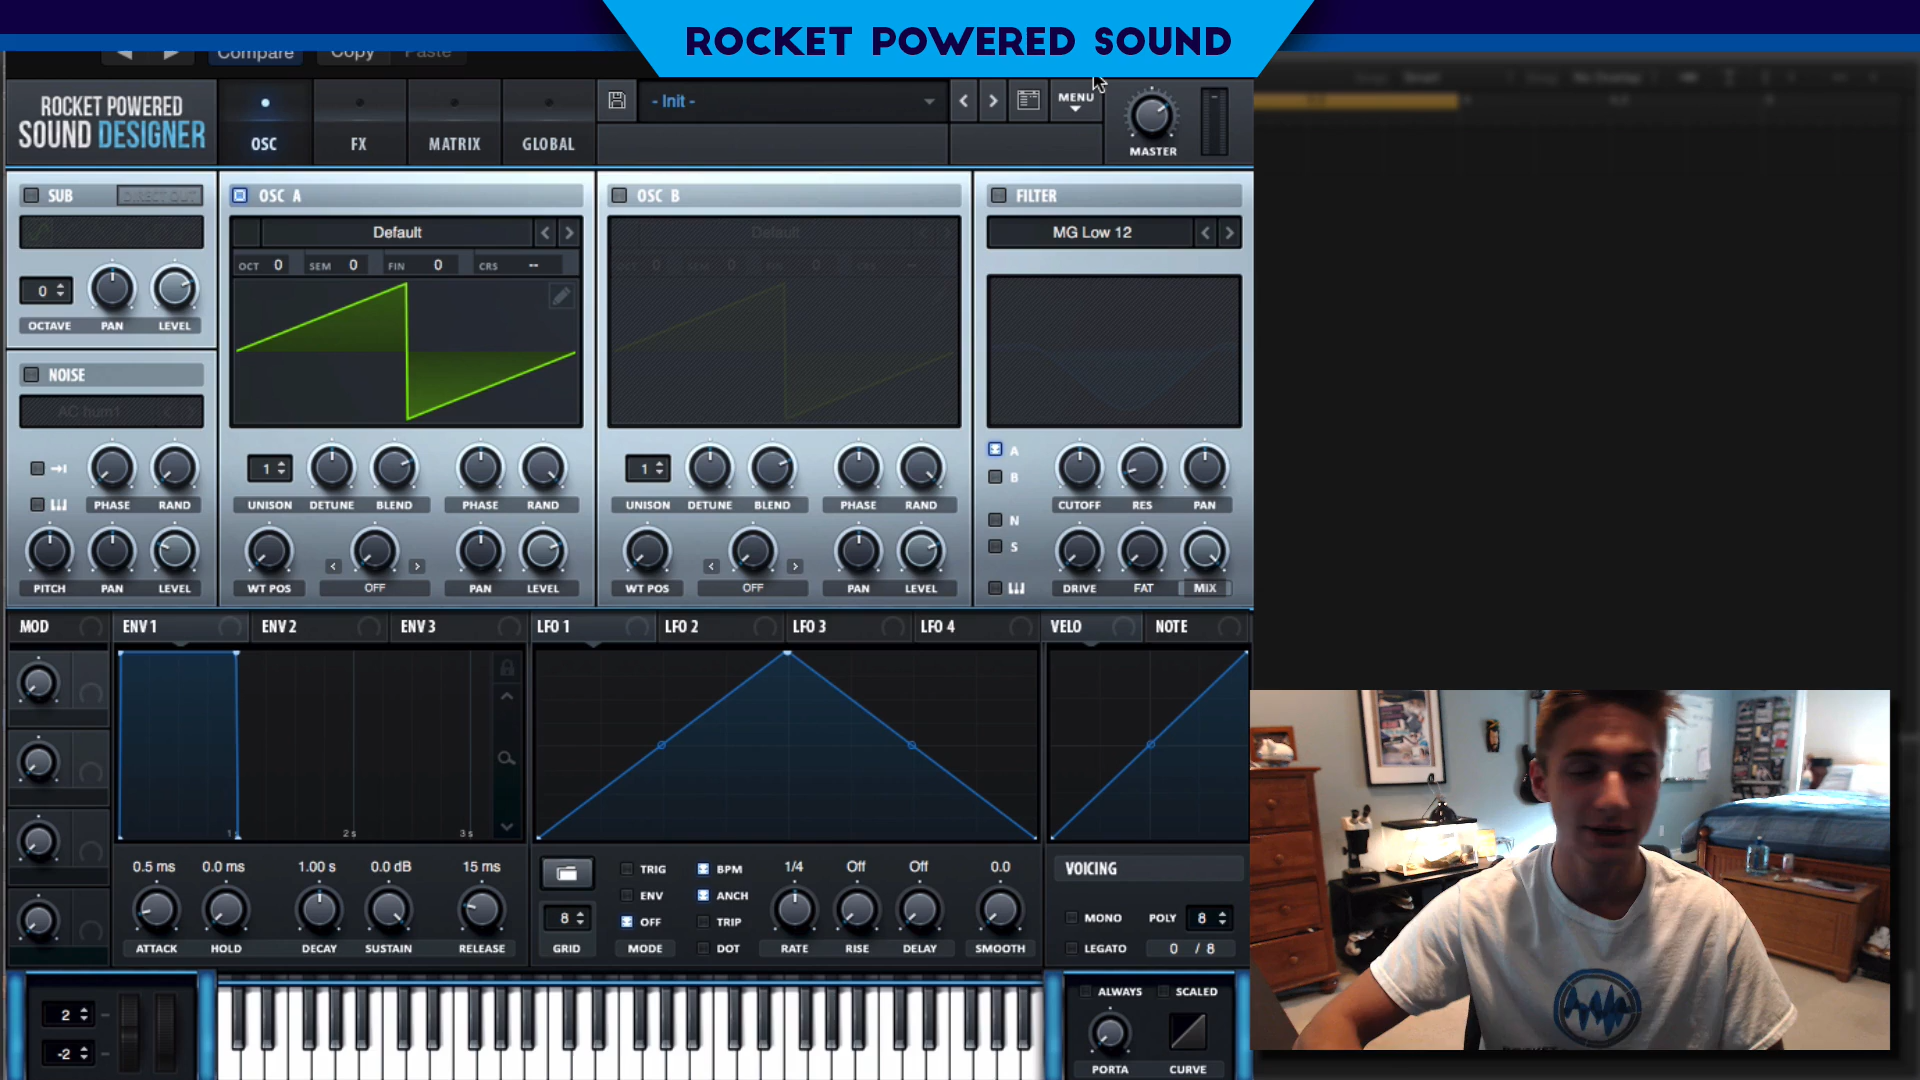 ROCKET POWERED SOUND
Compare
Copy
Paste
ROCKET POWERED
SOUND DESIGNER
OSC
FX
MATRIX
GLOBAL
- Init -
MENU
MASTER
SUB
DIRECT OUT
OSC A
OSC B
FILTER
Default
Default
MG Low 12
OCT 0
SEM 0
FIN 0
CRS --
0
OCTAVE
PAN
LEVEL
NOISE
AC hum1
A
B
N
S
PHASE
RAND
1
UNISON
DETUNE
BLEND
PHASE
RAND
1
UNISON
DETUNE
BLEND
PHASE
RAND
CUTOFF
RES
PAN
PITCH
PAN
LEVEL
WT POS
OFF
PAN
LEVEL
WT POS
OFF
PAN
LEVEL
DRIVE
FAT
MIX
MOD
ENV 1
ENV 2
ENV 3
LFO 1
LFO 2
LFO 3
LFO 4
VELO
NOTE
1
2 s
3 s
0.5 ms
0.0 ms
1.00 s
0.0 dB
15 ms
ATTACK
HOLD
DECAY
SUSTAIN
RELEASE
8
GRID
TRIG
ENV
OFF
MODE
BPM
ANCH
TRIP
DOT
1/4
Off
Off
0.0
RATE
RISE
DELAY
SMOOTH
VOICING
MONO
POLY
8
LEGATO
0 / 8
2
-2
ALWAYS
SCALED
PORTA
CURVE